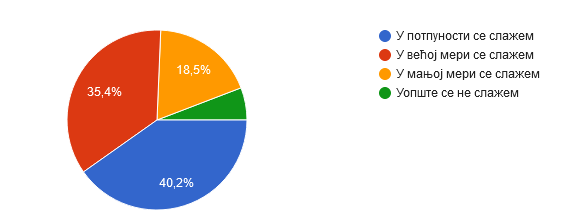 У потпуности се слажем
У већој мери се слажем
У мањој мери се слажем
Уопште се не слажем
18,5%
35,4%
40,2%